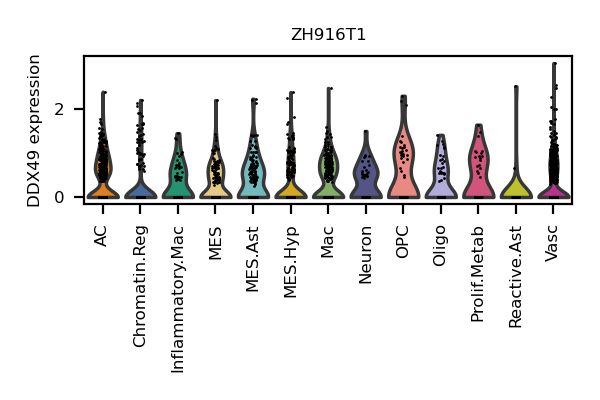 ZH916T1
DDX49 expression
2
0
AC
Chromatin.Reg
Inflammatory.Mac
MES
MES.Ast
MES.Hyp
Mac
Neuron
OPC
Oligo
Prolif.Metab
Reactive.Ast
Vasc